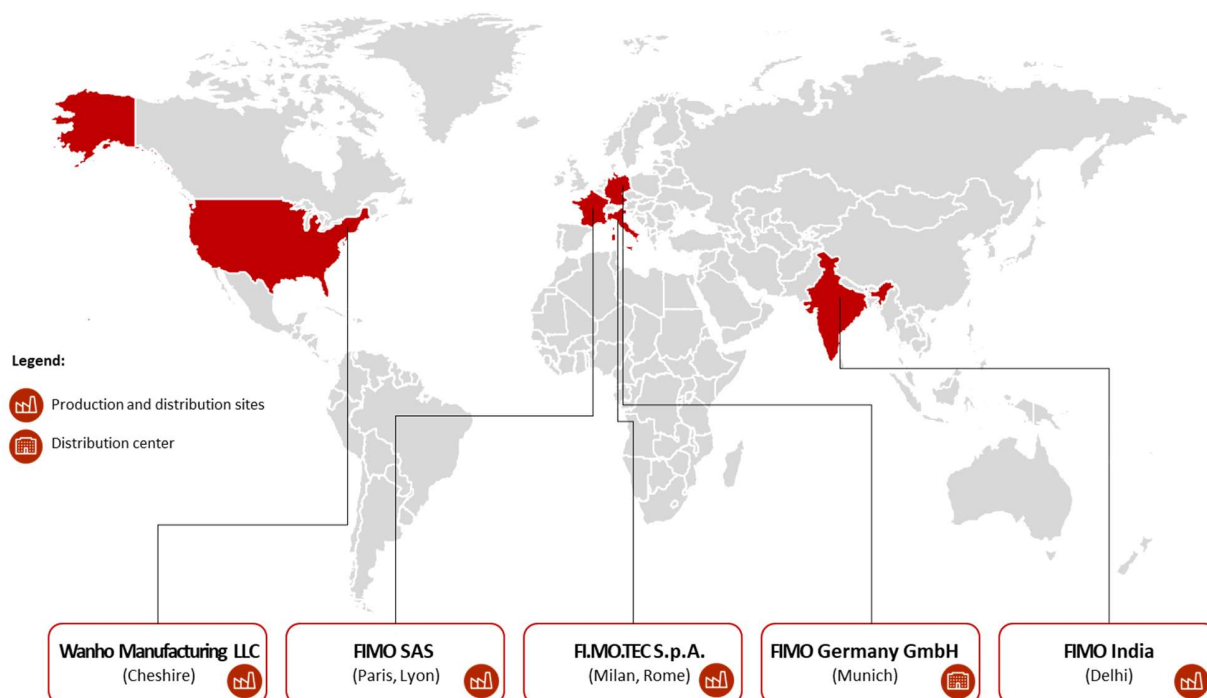 Legend:
Production and distribution sites
Distribution center
Wanho Manufacturing LLC
(Cheshire)
FIMO SAS
(Paris, Lyon)
FI.MO.TEC S.p.A.
(Milan, Rome)
FIMO Germany GmbH
(Munich)
FIMO India
(Delhi)